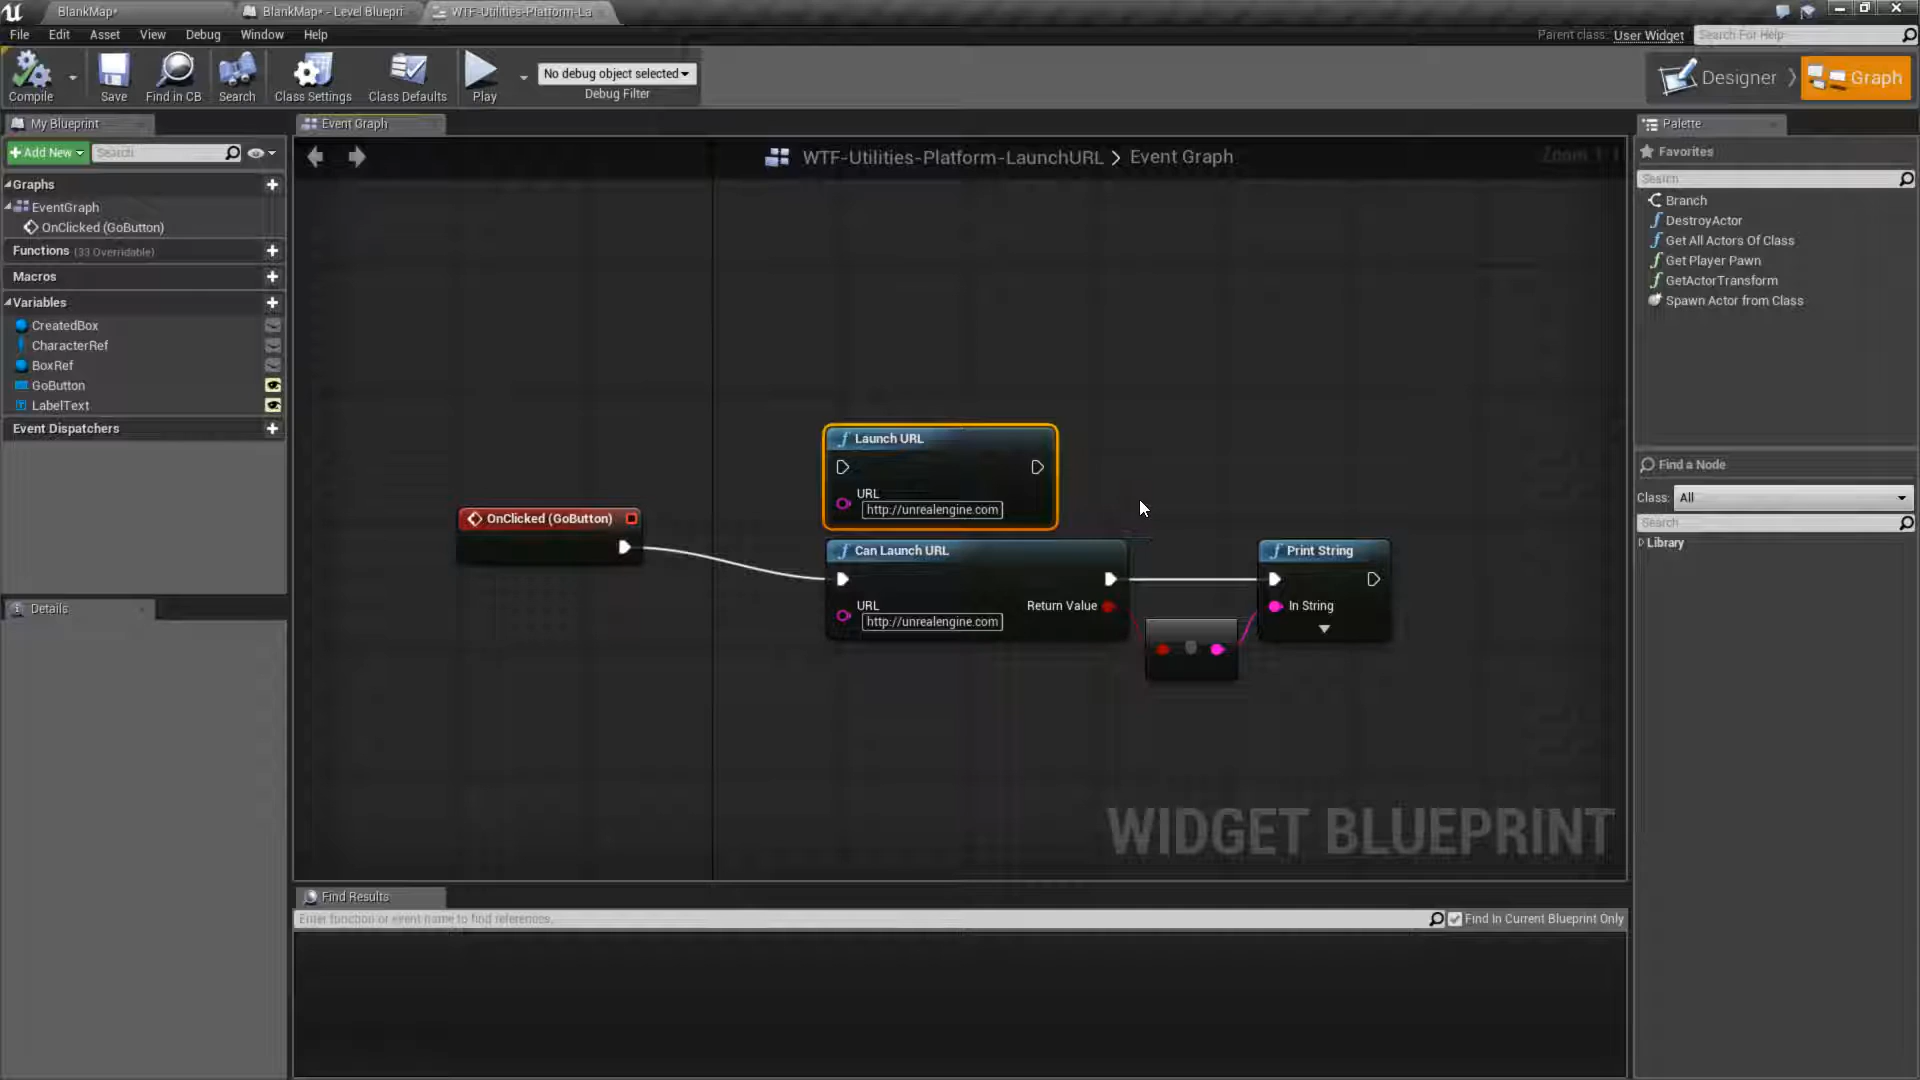 BlankMap*
BlankMap* - Level Bluepri
WTF-Utilities-Platform-La
File Edit Asset View Debug Window Help
Parent class: User Widget
Search For Help
Compile
Save
Find in CB
Search
Class Settings
Class Defaults
Play
No debug object selected
Debug Filter
Designer
Graph
My Blueprint
Add New
Search
Graphs
EventGraph
OnClicked (GoButton)
Functions (33 Overridable)
Macros
Variables
CreatedBox
CharacterRef
BoxRef
GoButton
LabelText
Event Dispatchers
Details
Event Graph
WTF-Utilities-Platform-LaunchURL > Event Graph
Zoom 1:1
OnClicked (GoButton)
Launch URL
URL
http://unrealengine.com
Can Launch URL
URL
http://unrealengine.com
Return Value
Print String
In String
WIDGET BLUEPRINT
Find Results
Enter function or event name to find references.
Find In Current Blueprint Only
Palette
Favorites
Search
Branch
DestroyActor
Get All Actors Of Class
Get Player Pawn
GetActorTransform
Spawn Actor from Class
Find a Node
Class: All
Search
Library